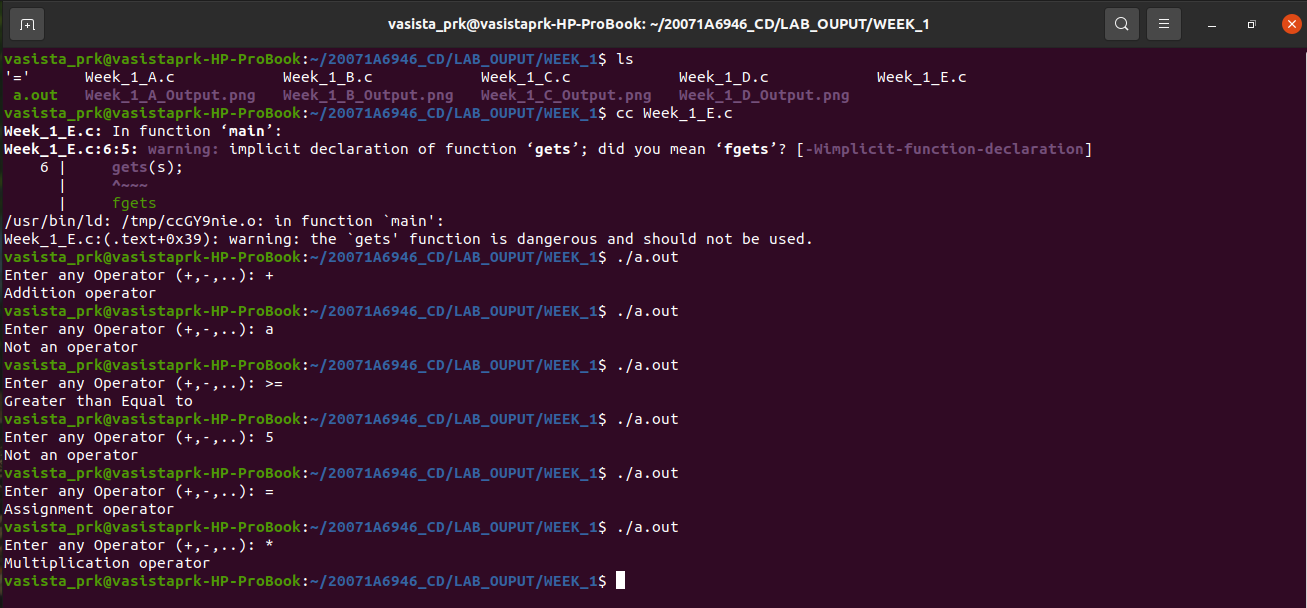 vasista_prk@vasistaprk-HP-ProBook: ~/20071A6946_CD/LAB_OUPUT/WEEK_1
vasista_prk@vasistaprk-HP-ProBook:~/20071A6946_CD/LAB_OUPUT/WEEK_1$ ls
'=' Week_1_A.c Week_1_B.c Week_1_C.c Week_1_D.c Week_1_E.c
a.out Week_1_A_Output.png Week_1_B_Output.png Week_1_C_Output.png Week_1_D_Output.png
vasista_prk@vasistaprk-HP-ProBook:~/20071A6946_CD/LAB_OUPUT/WEEK_1$ cc Week_1_E.c
Week_1_E.c: In function ‘main’:
Week_1_E.c:6:5: warning: implicit declaration of function ‘gets’; did you mean ‘fgets’? [-Wimplicit-function-declaration]
6 | gets(s);
| ^~~~
| fgets
/usr/bin/ld: /tmp/ccGY9nie.o: in function `main':
Week_1_E.c:(.text+0x39): warning: the `gets' function is dangerous and should not be used.
vasista_prk@vasistaprk-HP-ProBook:~/20071A6946_CD/LAB_OUPUT/WEEK_1$ ./a.out
Enter any Operator (+,-,..): +
Addition operator
vasista_prk@vasistaprk-HP-ProBook:~/20071A6946_CD/LAB_OUPUT/WEEK_1$ ./a.out
Enter any Operator (+,-,..): a
Not an operator
vasista_prk@vasistaprk-HP-ProBook:~/20071A6946_CD/LAB_OUPUT/WEEK_1$ ./a.out
Enter any Operator (+,-,..): >=
Greater than Equal to
vasista_prk@vasistaprk-HP-ProBook:~/20071A6946_CD/LAB_OUPUT/WEEK_1$ ./a.out
Enter any Operator (+,-,..): 5
Not an operator
vasista_prk@vasistaprk-HP-ProBook:~/20071A6946_CD/LAB_OUPUT/WEEK_1$ ./a.out
Enter any Operator (+,-,..): =
Assignment operator
vasista_prk@vasistaprk-HP-ProBook:~/20071A6946_CD/LAB_OUPUT/WEEK_1$ ./a.out
Enter any Operator (+,-,..): *
Multiplication operator
vasista_prk@vasistaprk-HP-ProBook:~/20071A6946_CD/LAB_OUPUT/WEEK_1$